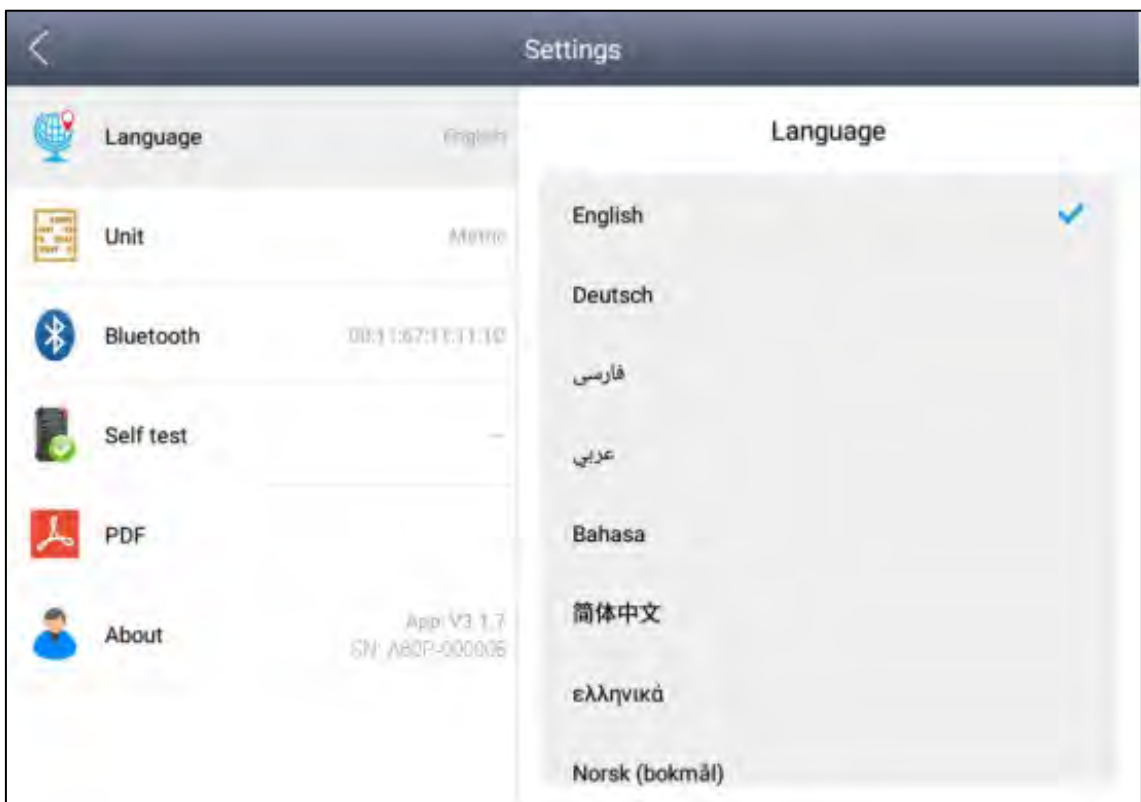 Settings
Language English
Unit Metric
Bluetooth 00:11:67:11:11:10
Self test --
PDF
About App: V3.1.7
SN: A80P-000006
Language
English
Deutsch
فارسی
عربي
Bahasa
简体中文
ελληνικά
Norsk (bokmål)